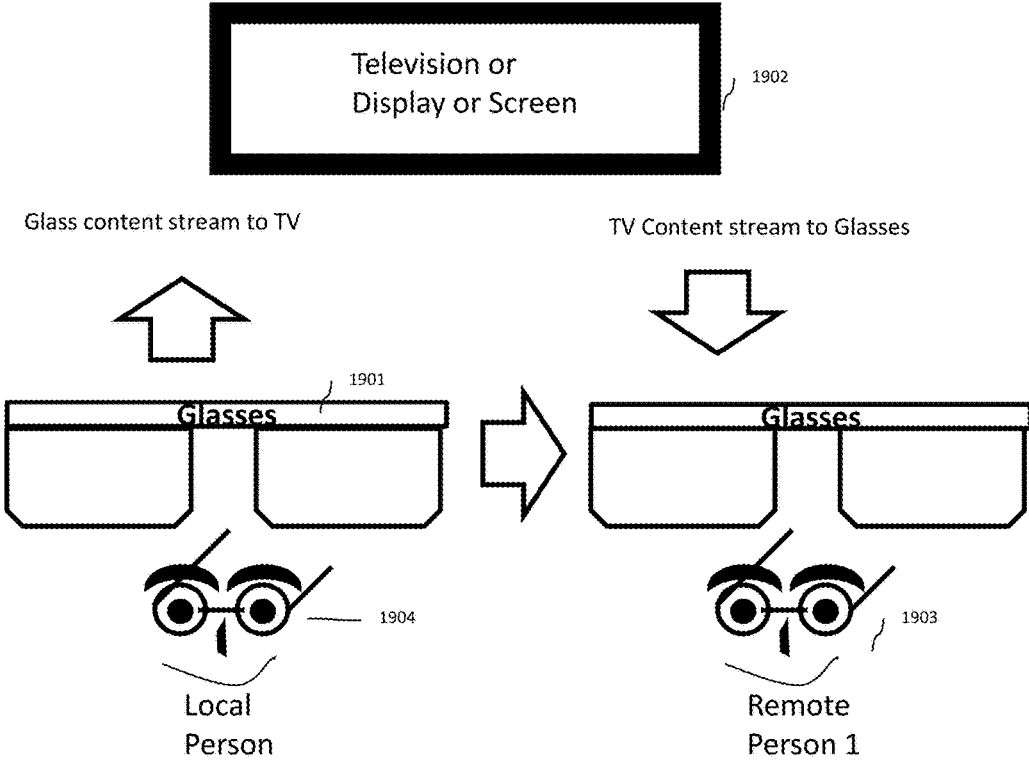 Television or
Display or Screen
1902
Glass content stream to TV
TV Content stream to Glasses
1901
Glasses
Glasses
1904
1903
Local
Person
Remote
Person 1